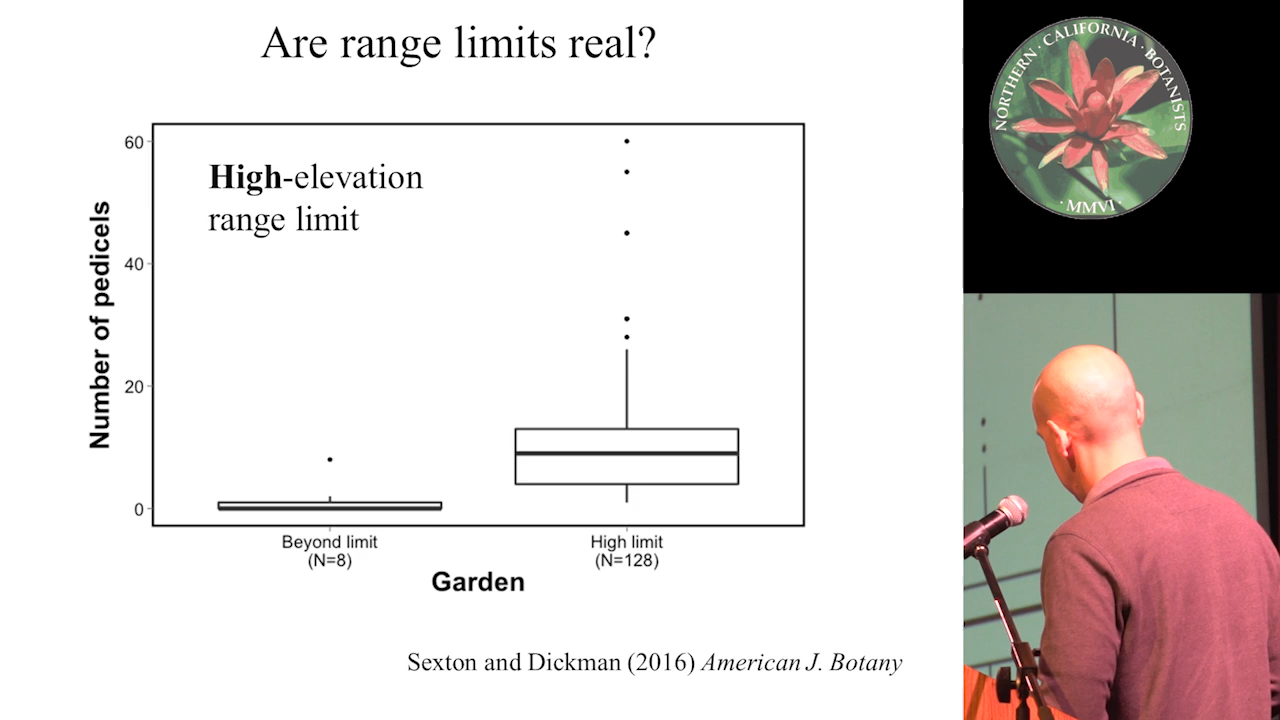 Are range limits real?
High-elevation
range limit
Number of pedicels
60
40
20
0
Beyond limit
(N=8)
High limit
(N=128)
Garden
Sexton and Dickman (2016) American J. Botany
NORTHERN · CALIFORNIA · BOTANISTS
· MMVI ·